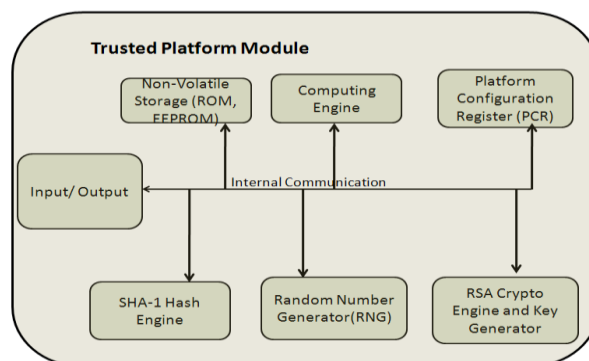 Trusted Platform Module
Non-Volatile
Storage (ROM,
EEPROM)
Computing
Engine
Platform
Configuration
Register (PCR)
Input/ Output
Internal Communication
SHA-1 Hash
Engine
Random Number
Generator(RNG)
RSA Crypto
Engine and Key
Generator